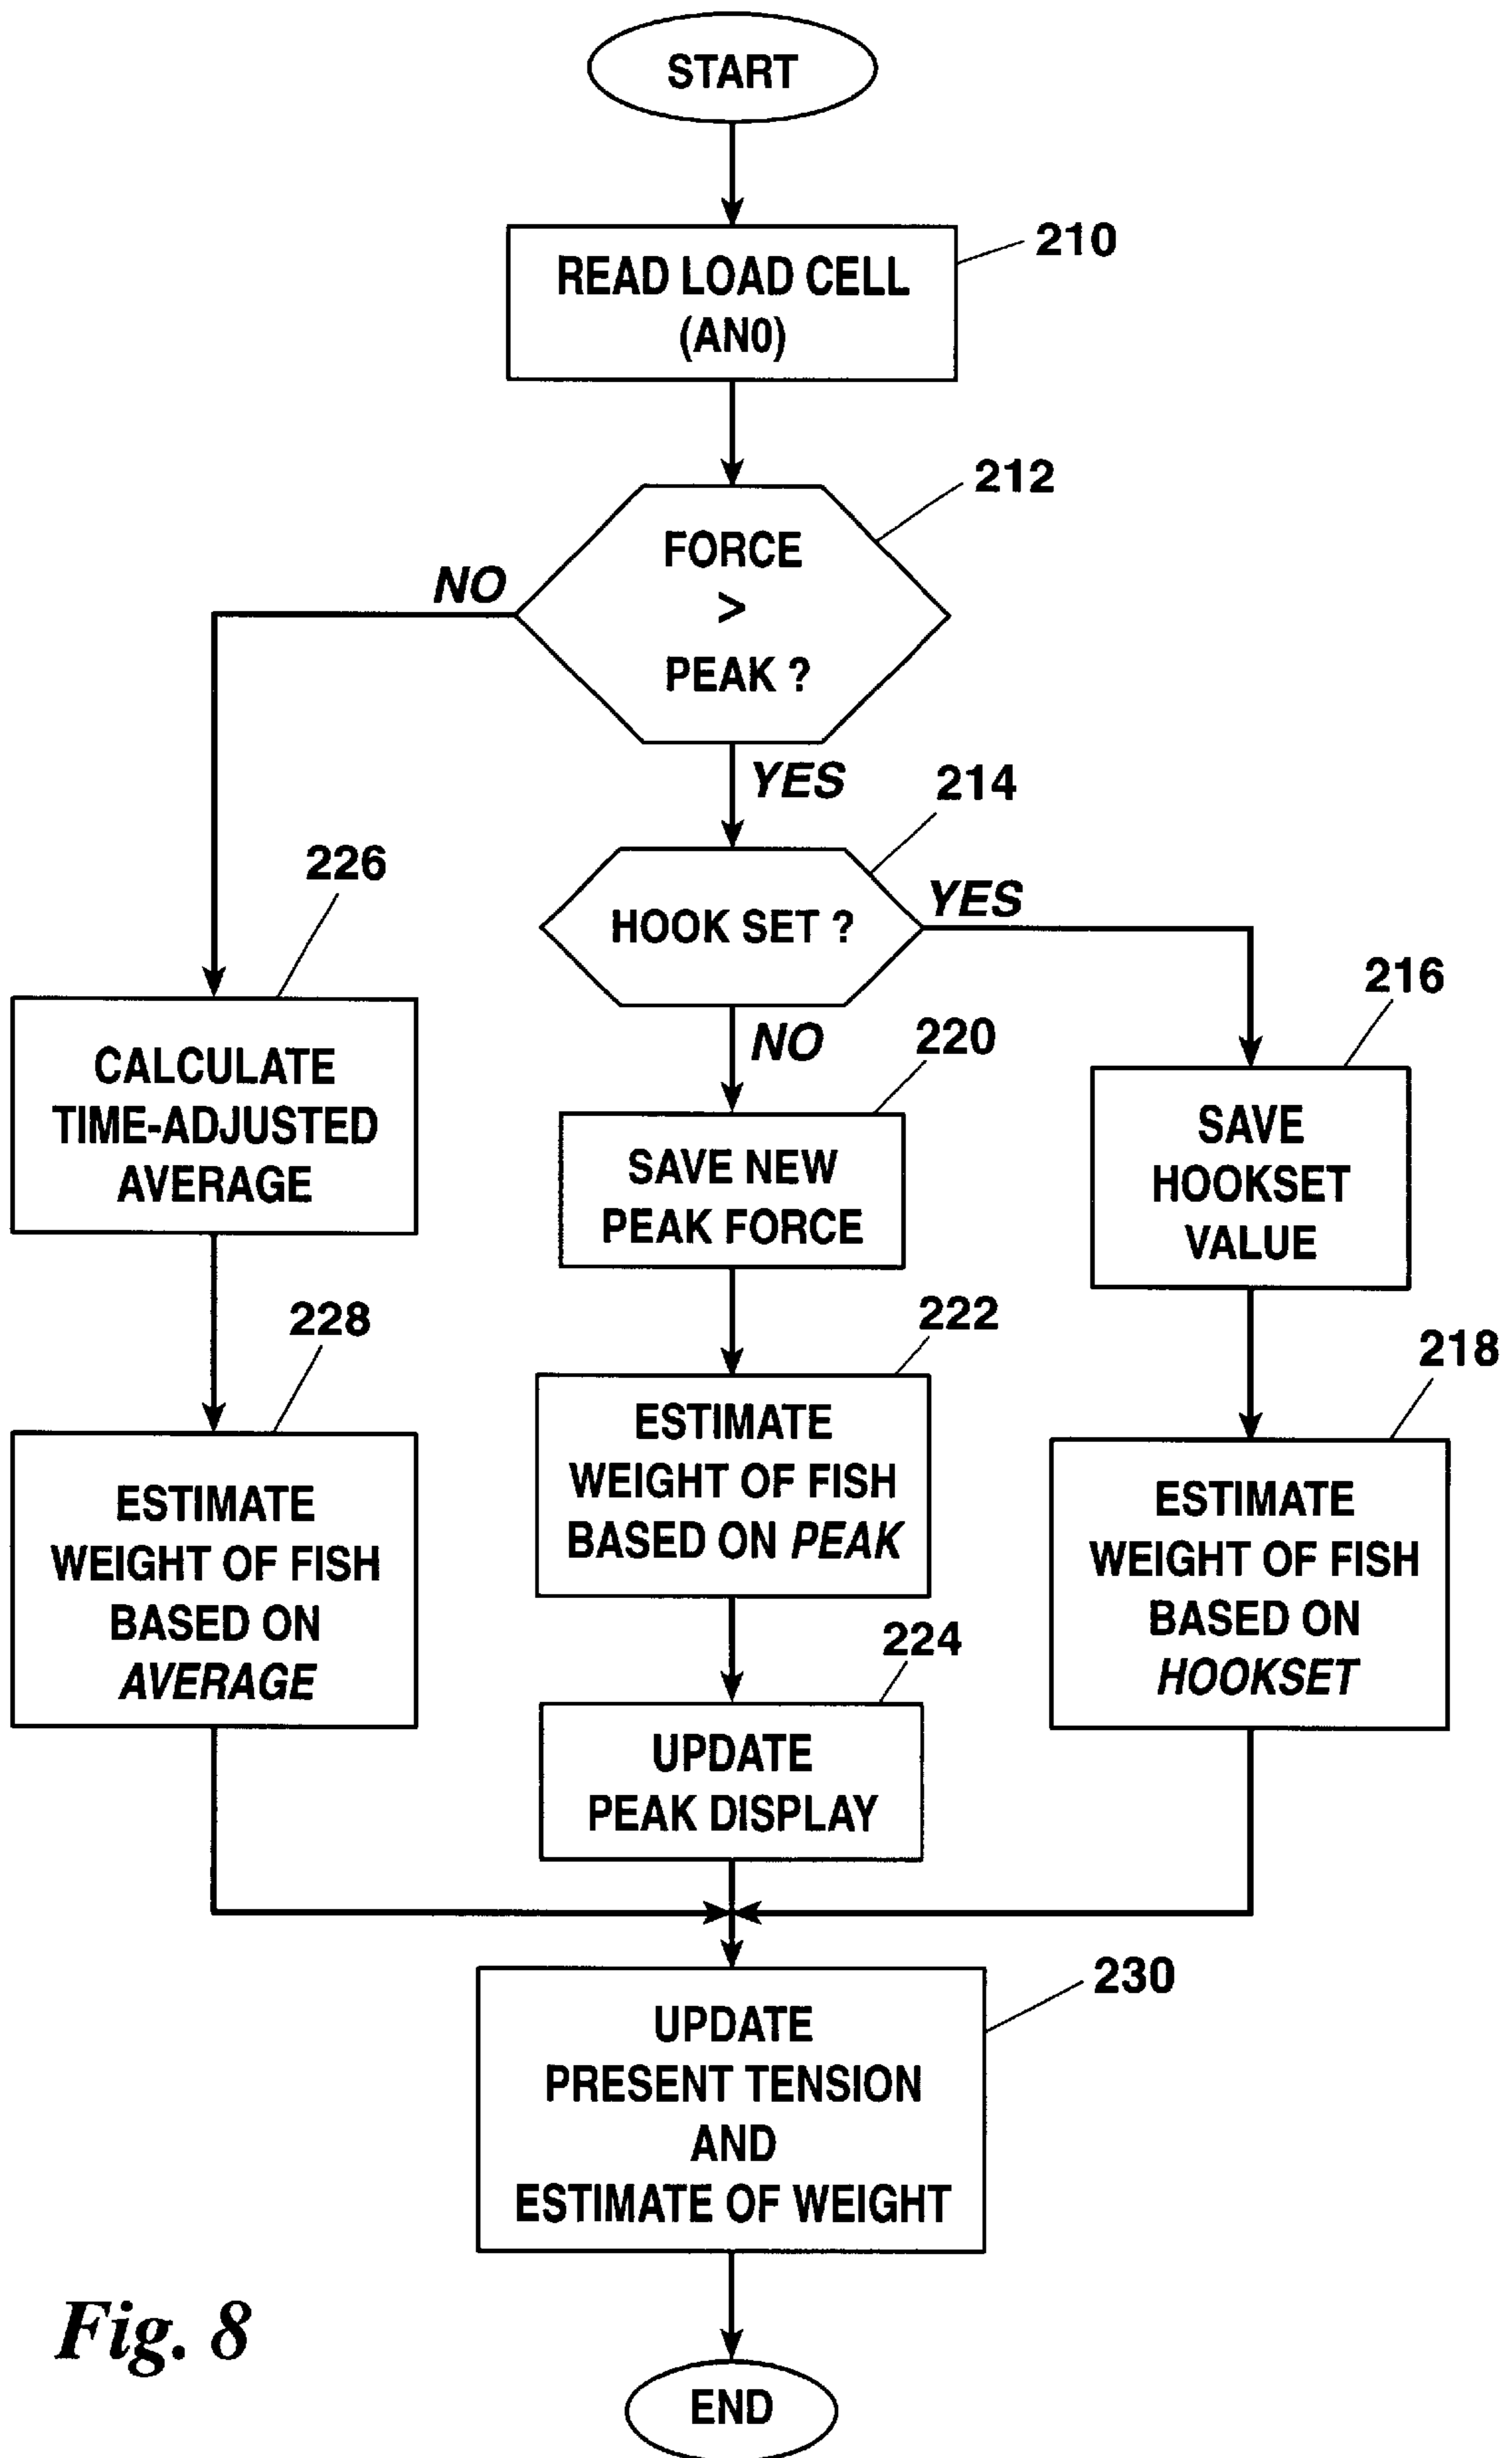 START
210
READ LOAD CELL
(AN0)
212
FORCE
>
PEAK ?
NO
YES
214
HOOK SET ?
YES
NO
226
CALCULATE
TIME-ADJUSTED
AVERAGE
220
SAVE NEW
PEAK FORCE
216
SAVE
HOOKSET
VALUE
228
ESTIMATE
WEIGHT OF FISH
BASED ON
AVERAGE
222
ESTIMATE
WEIGHT OF FISH
BASED ON PEAK
218
ESTIMATE
WEIGHT OF FISH
BASED ON
HOOKSET
224
UPDATE
PEAK DISPLAY
230
UPDATE
PRESENT TENSION
AND
ESTIMATE OF WEIGHT
END
Fig. 8